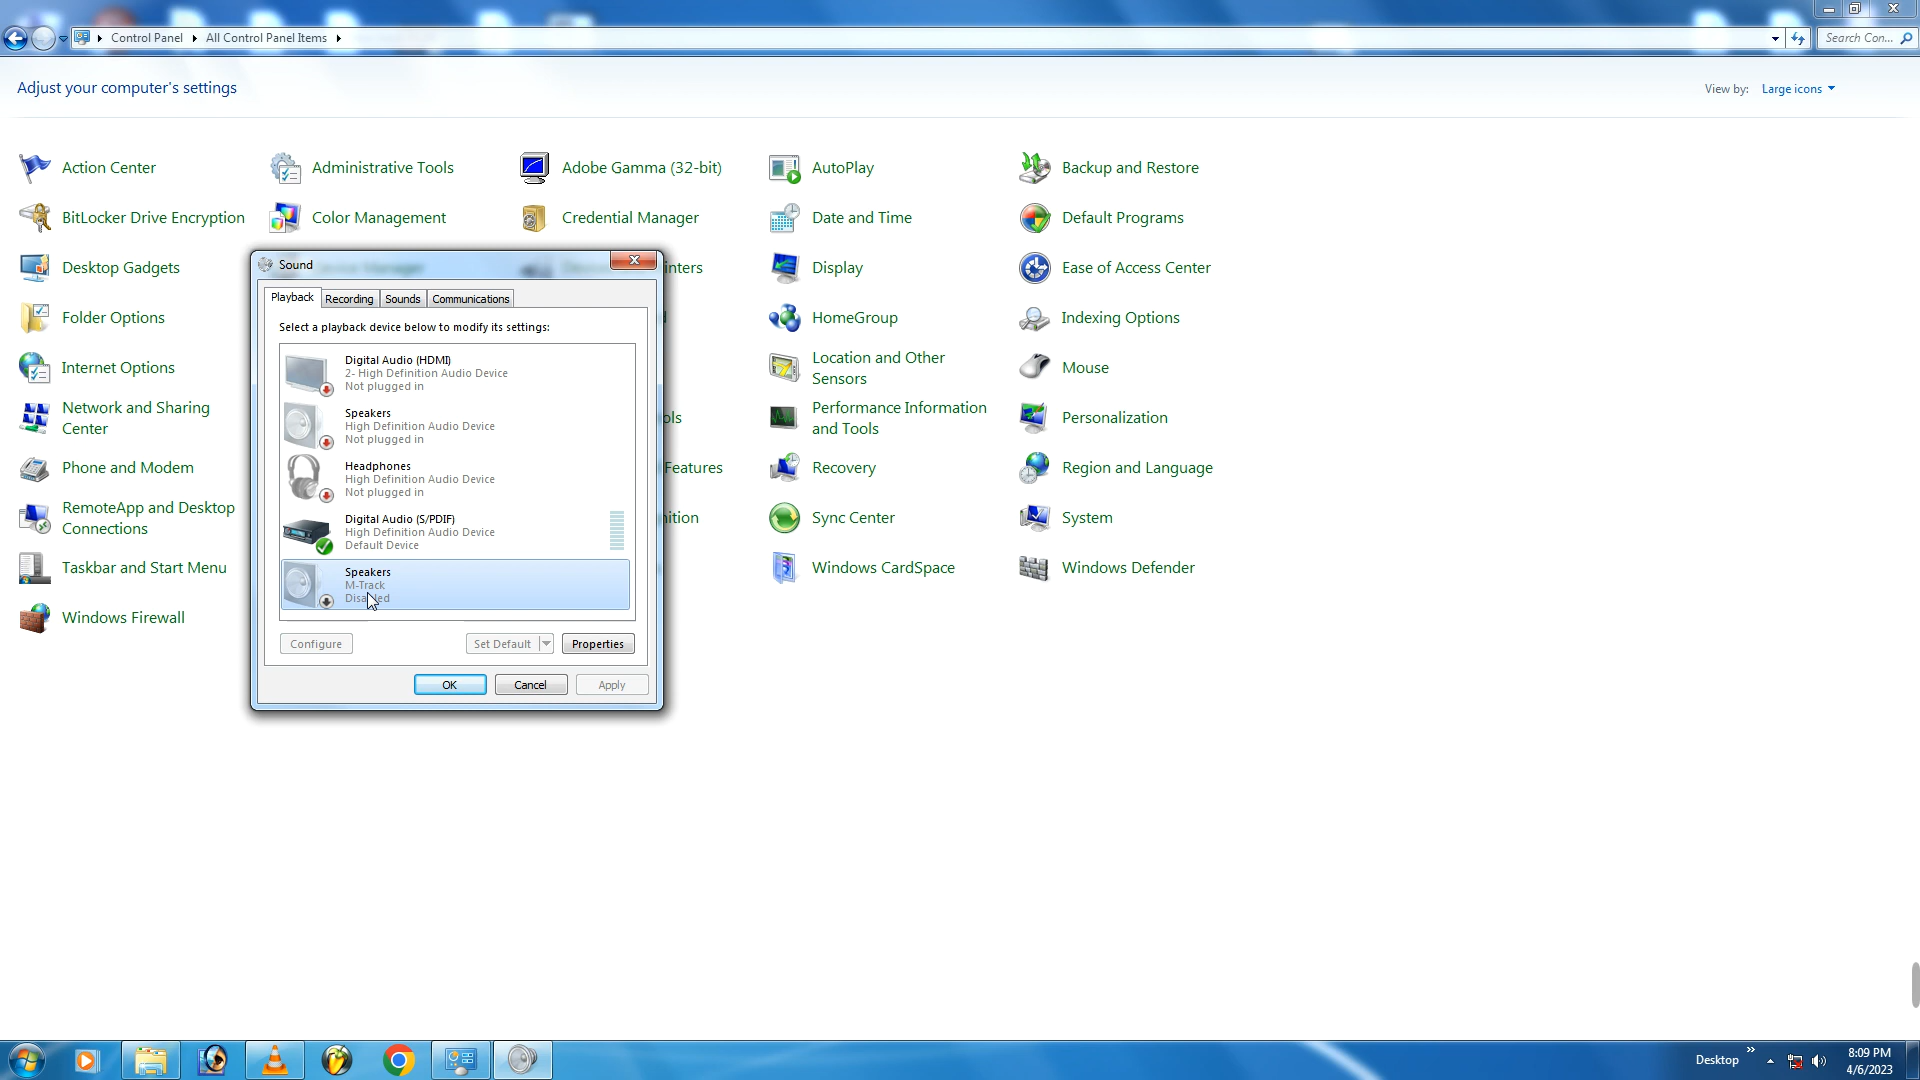 Control Panel
All Control Panel Items
Search Con...
Adjust your computer's settings
View by:
Large icons
Action Center
Administrative Tools
Adobe Gamma (32-bit)
AutoPlay
Backup and Restore
BitLocker Drive Encryption
Color Management
Credential Manager
Date and Time
Default Programs
Desktop Gadgets
nters
Display
Ease of Access Center
Folder Options
HomeGroup
Indexing Options
Internet Options
Location and Other
Sensors
Mouse
Network and Sharing
Center
ols
Performance Information
and Tools
Personalization
Phone and Modem
Features
Recovery
Region and Language
RemoteApp and Desktop
Connections
nition
Sync Center
System
Taskbar and Start Menu
Windows CardSpace
Windows Defender
Windows Firewall
Sound
Playback
Recording
Sounds
Communications
Select a playback device below to modify its settings:
Digital Audio (HDMI)
2- High Definition Audio Device
Not plugged in
Speakers
High Definition Audio Device
Not plugged in
Headphones
High Definition Audio Device
Not plugged in
Digital Audio (S/PDIF)
High Definition Audio Device
Default Device
Speakers
M-Track
Disabled
Configure
Set Default
Properties
OK
Cancel
Apply
Desktop
8:09 PM
4/6/2023